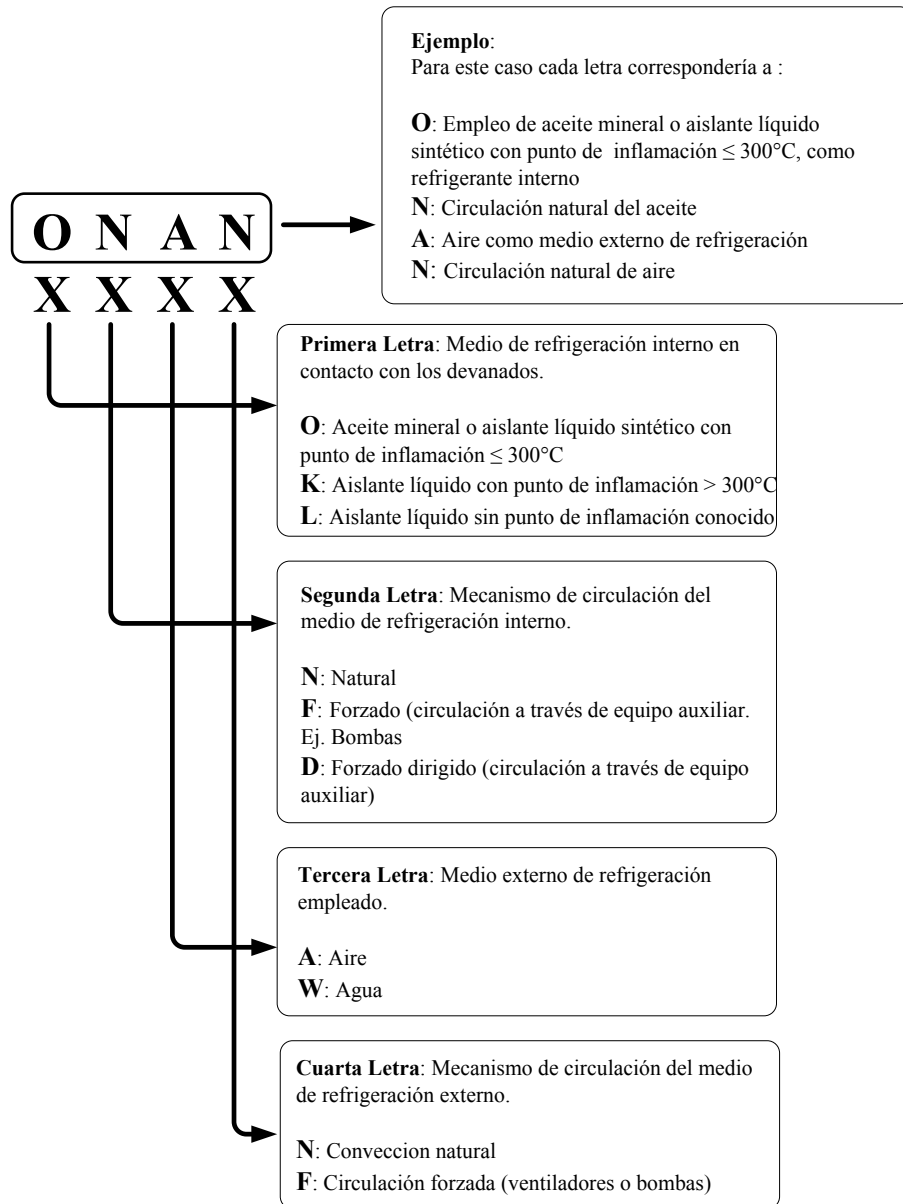 Ejemplo:
Para este caso cada letra correspondería a :
O: Empleo de aceite mineral o aislante líquido
sintético con punto de inflamación ≤ 300°C, como
refrigerante interno
N: Circulación natural del aceite
A: Aire como medio externo de refrigeración
N: Circulación natural de aire
O N A N
X X X X
Primera Letra: Medio de refrigeración interno en
contacto con los devanados.
O: Aceite mineral o aislante líquido sintético con
punto de inflamación ≤ 300°C
K: Aislante líquido con punto de inflamación > 300°C
L: Aislante líquido sin punto de inflamación conocido
Segunda Letra: Mecanismo de circulación del
medio de refrigeración interno.
N: Natural
F: Forzado (circulación a través de equipo auxiliar.
Ej. Bombas
D: Forzado dirigido (circulación a través de equipo
auxiliar)
Tercera Letra: Medio externo de refrigeración
empleado.
A: Aire
W: Agua
Cuarta Letra: Mecanismo de circulación del medio
de refrigeración externo.
N: Conveccion natural
F: Circulación forzada (ventiladores o bombas)